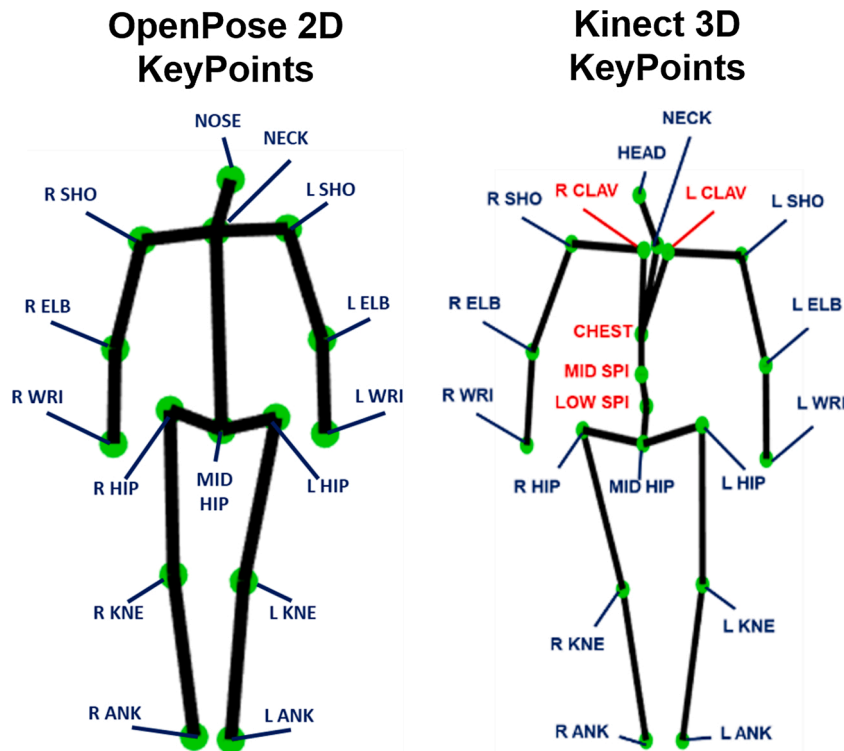 OpenPose 2D
KeyPoints
NOSE
NECK
R SHO
L SHO
R ELB
L ELB
R WRI
L WRI
R HIP
MID
HIP
L HIP
R KNE
L KNE
R ANK
L ANK
Kinect 3D
KeyPoints
NECK
HEAD
R CLAV
L CLAV
R SHO
L SHO
R ELB
L ELB
CHEST
MID SPI
LOW SPI
R WRI
L WRI
R HIP
MID HIP
L HIP
R KNE
L KNE
R ANK
L ANK